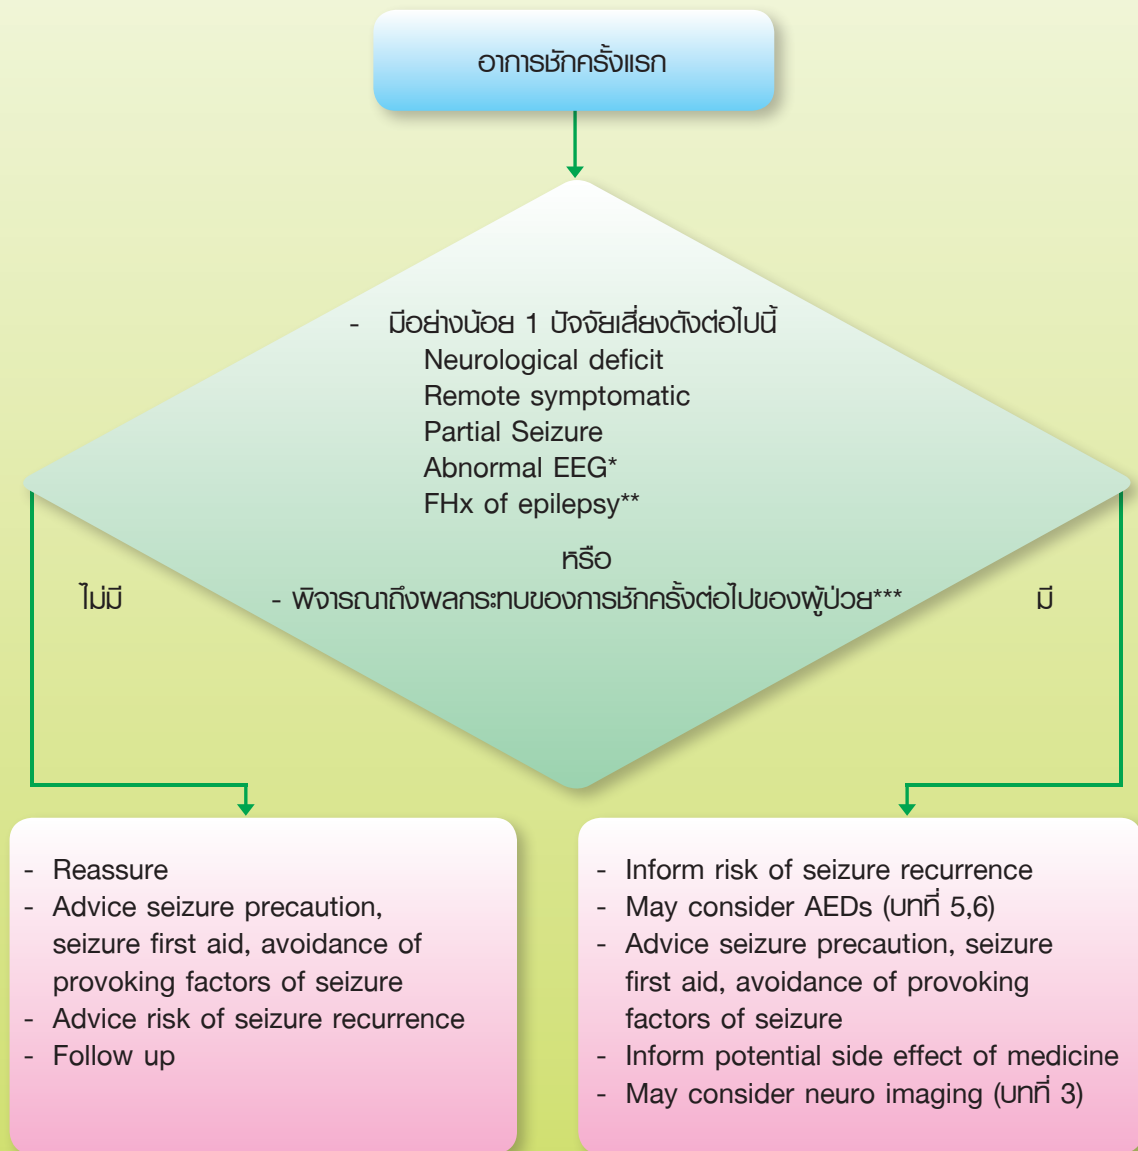 อาการชักครั้งแรก
- มีอย่างน้อย 1 ปัจจัยเสี่ยงดังต่อไปนี้
Neurological deficit
Remote symptomatic
Partial Seizure
Abnormal EEG*
FHx of epilepsy**
หรือ
- พิจารณาถึงผลกระทบของการชักครั้งต่อไปของผู้ป่วย***
ไม่มี
มี
- Reassure
- Advice seizure precaution,
seizure first aid, avoidance of
provoking factors of seizure
- Advice risk of seizure recurrence
- Follow up
- Inform risk of seizure recurrence
- May consider AEDs (บทที่ 5,6)
- Advice seizure precaution, seizure
first aid, avoidance of provoking
factors of seizure
- Inform potential side effect of medicine
- May consider neuro imaging (บทที่ 3)